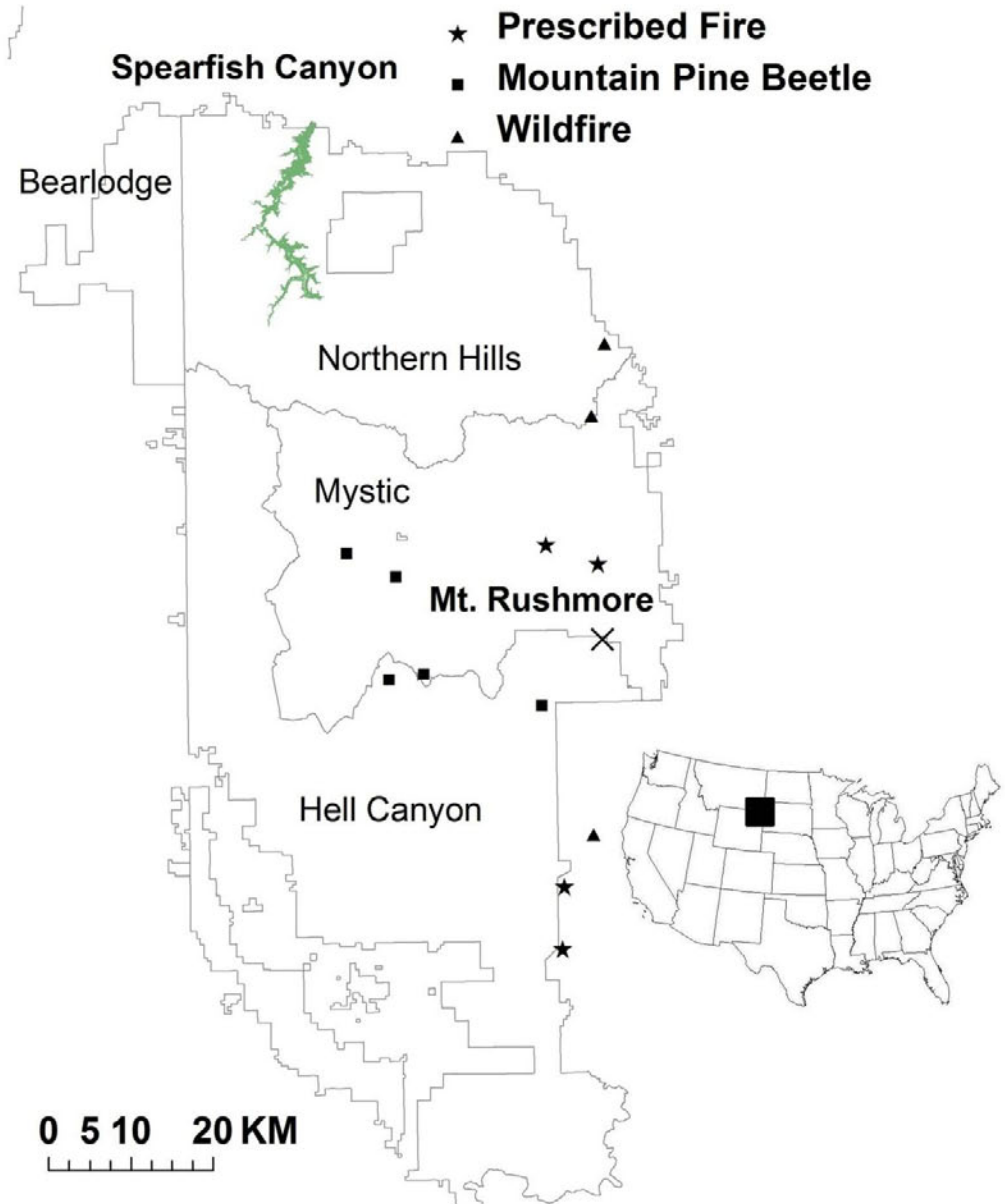 Prescribed Fire
Spearfish Canyon
Mountain Pine Beetle
Wildfire
Bearlodge
Northern Hills
Mystic
Mt. Rushmore
Hell Canyon
0 5 10 20 KM